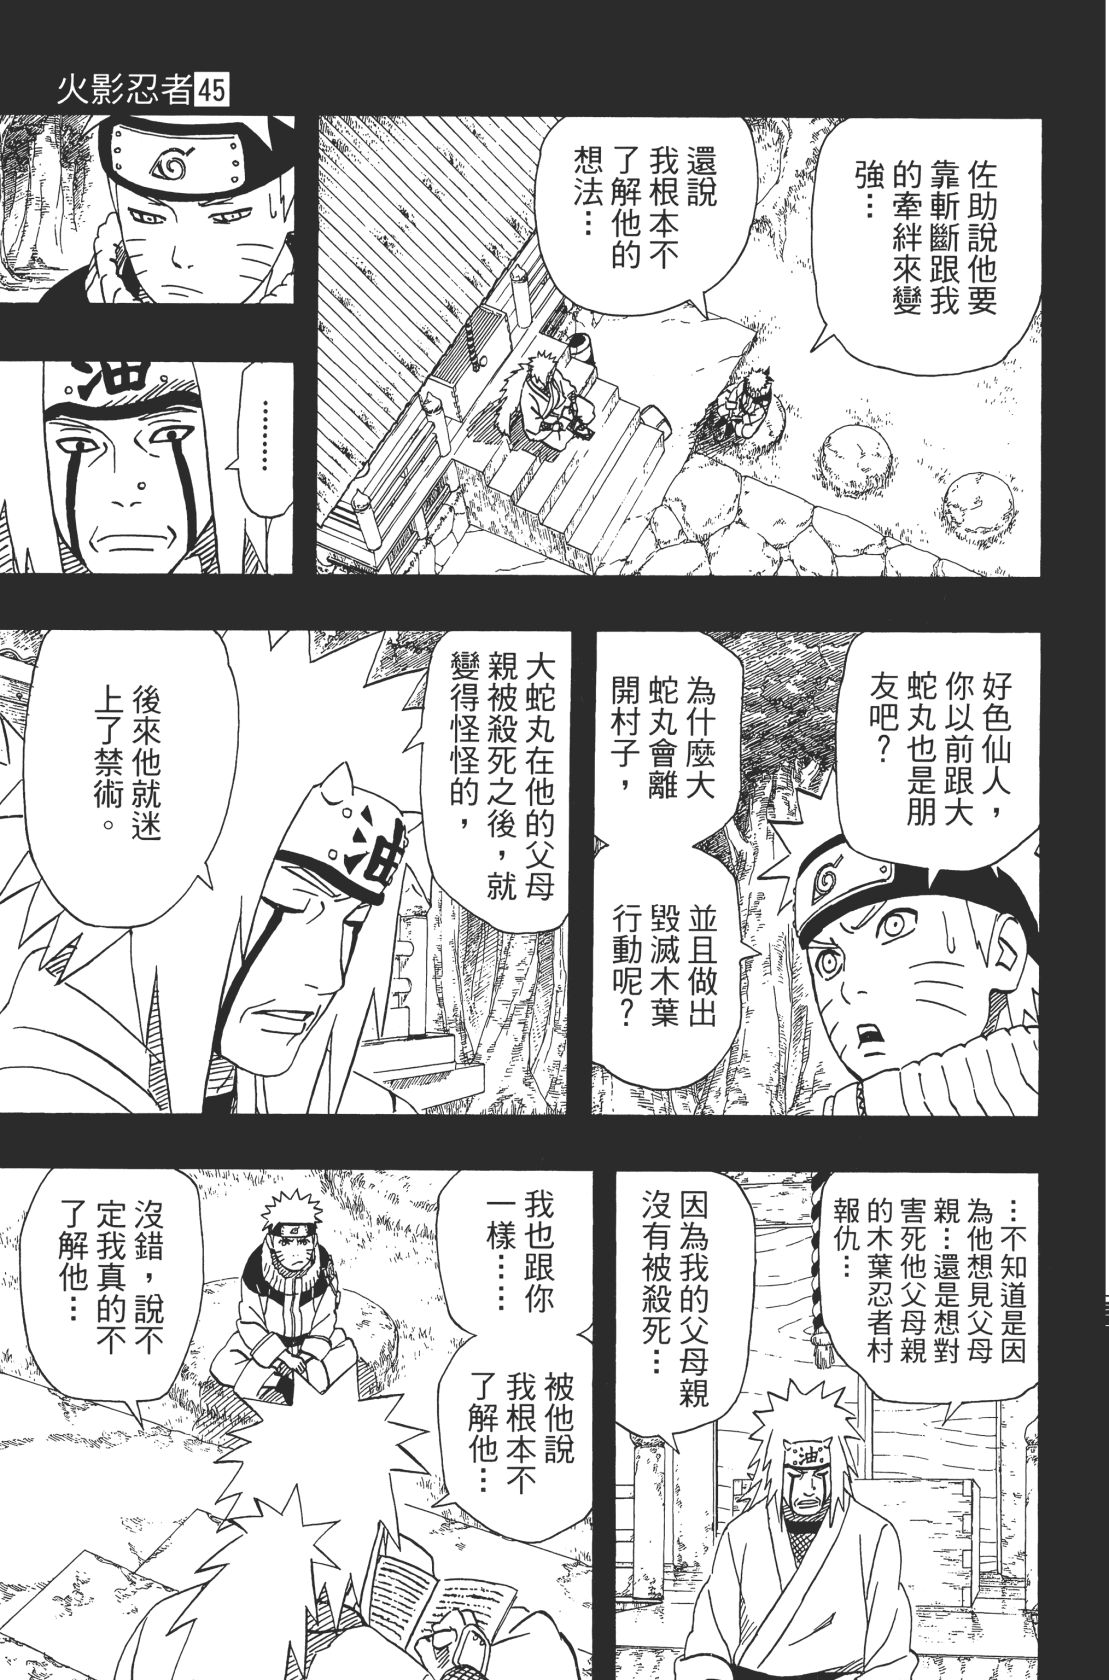 火影忍者45
佐助說他要
靠斬斷跟我
的牽絆來變
強…
還說
我根本不
了解他的
想法…
油
………
好色仙人，
你以前跟大
蛇丸也是朋
友吧？
為什麼大
蛇丸會離
開村子，
並且做出
毀滅木葉
行動呢？
大蛇丸在他的父母
親被殺死之後，就
變得怪怪的，
後來他就迷
上了禁術。
油
…不知道是因
為他想見父母
親…還是想對
害死他父母親
的木葉忍者村
報仇…
因為我的父母親
沒有被殺死…
油
我也跟你
一樣……
被他說
我根本不
了解他…
沒錯，說不
定我真的不
了解他…